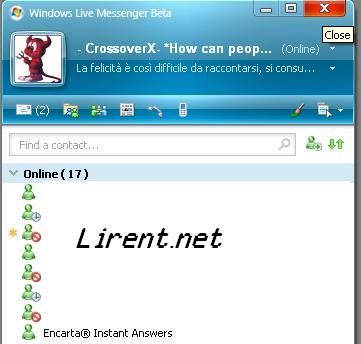 Windows Live Messenger Beta
Close
- CrossoverX- *How can peop... (Online)
La felicità è così difficile da raccontarsi, si consu...
(2)
Find a contact...
Online (17)
Lirent.net
Encarta® Instant Answers